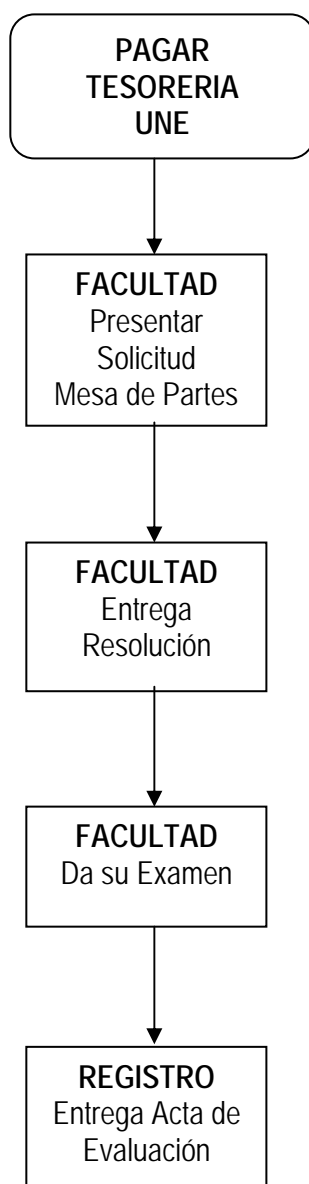 PAGAR
TESORERIA
UNE
FACULTAD
Presentar
Solicitud
Mesa de Partes
FACULTAD
Entrega
Resolución
FACULTAD
Da su Examen
REGISTRO
Entrega Acta de
Evaluación